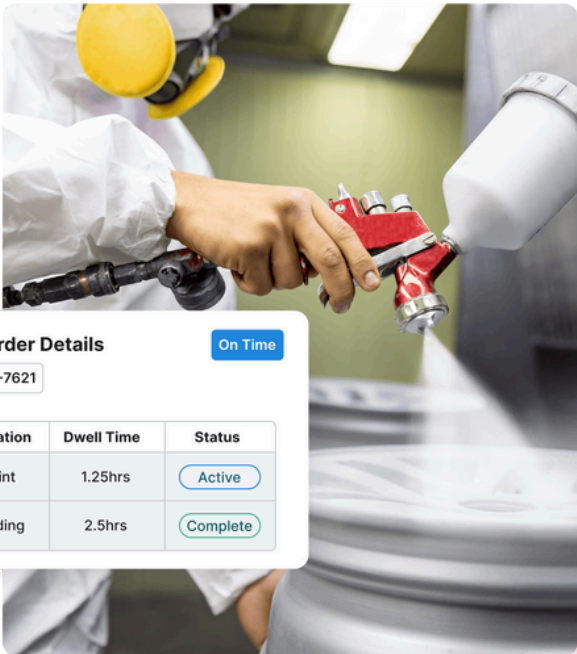 rder Details
On Time
-7621
ation Dwell Time Status
int 1.25hrs Active
ding 2.5hrs Complete